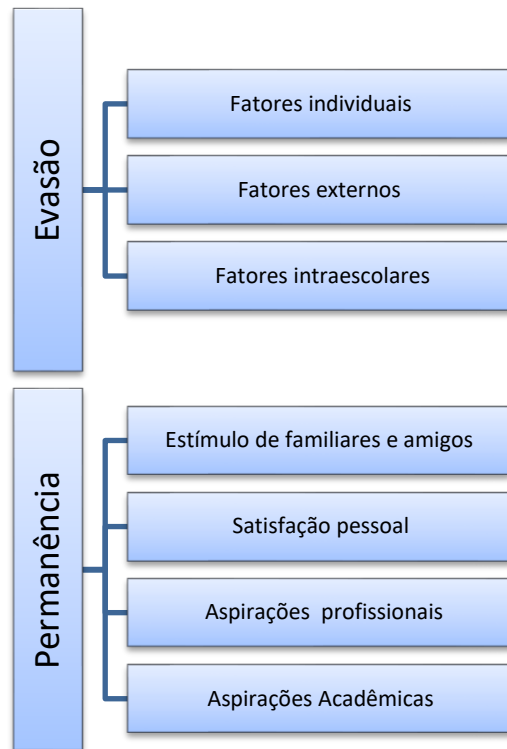 Evasão
Fatores individuais
Fatores externos
Fatores intraescolares
Permanência
Estímulo de familiares e amigos
Satisfação pessoal
Aspirações  profissionais
Aspirações Acadêmicas